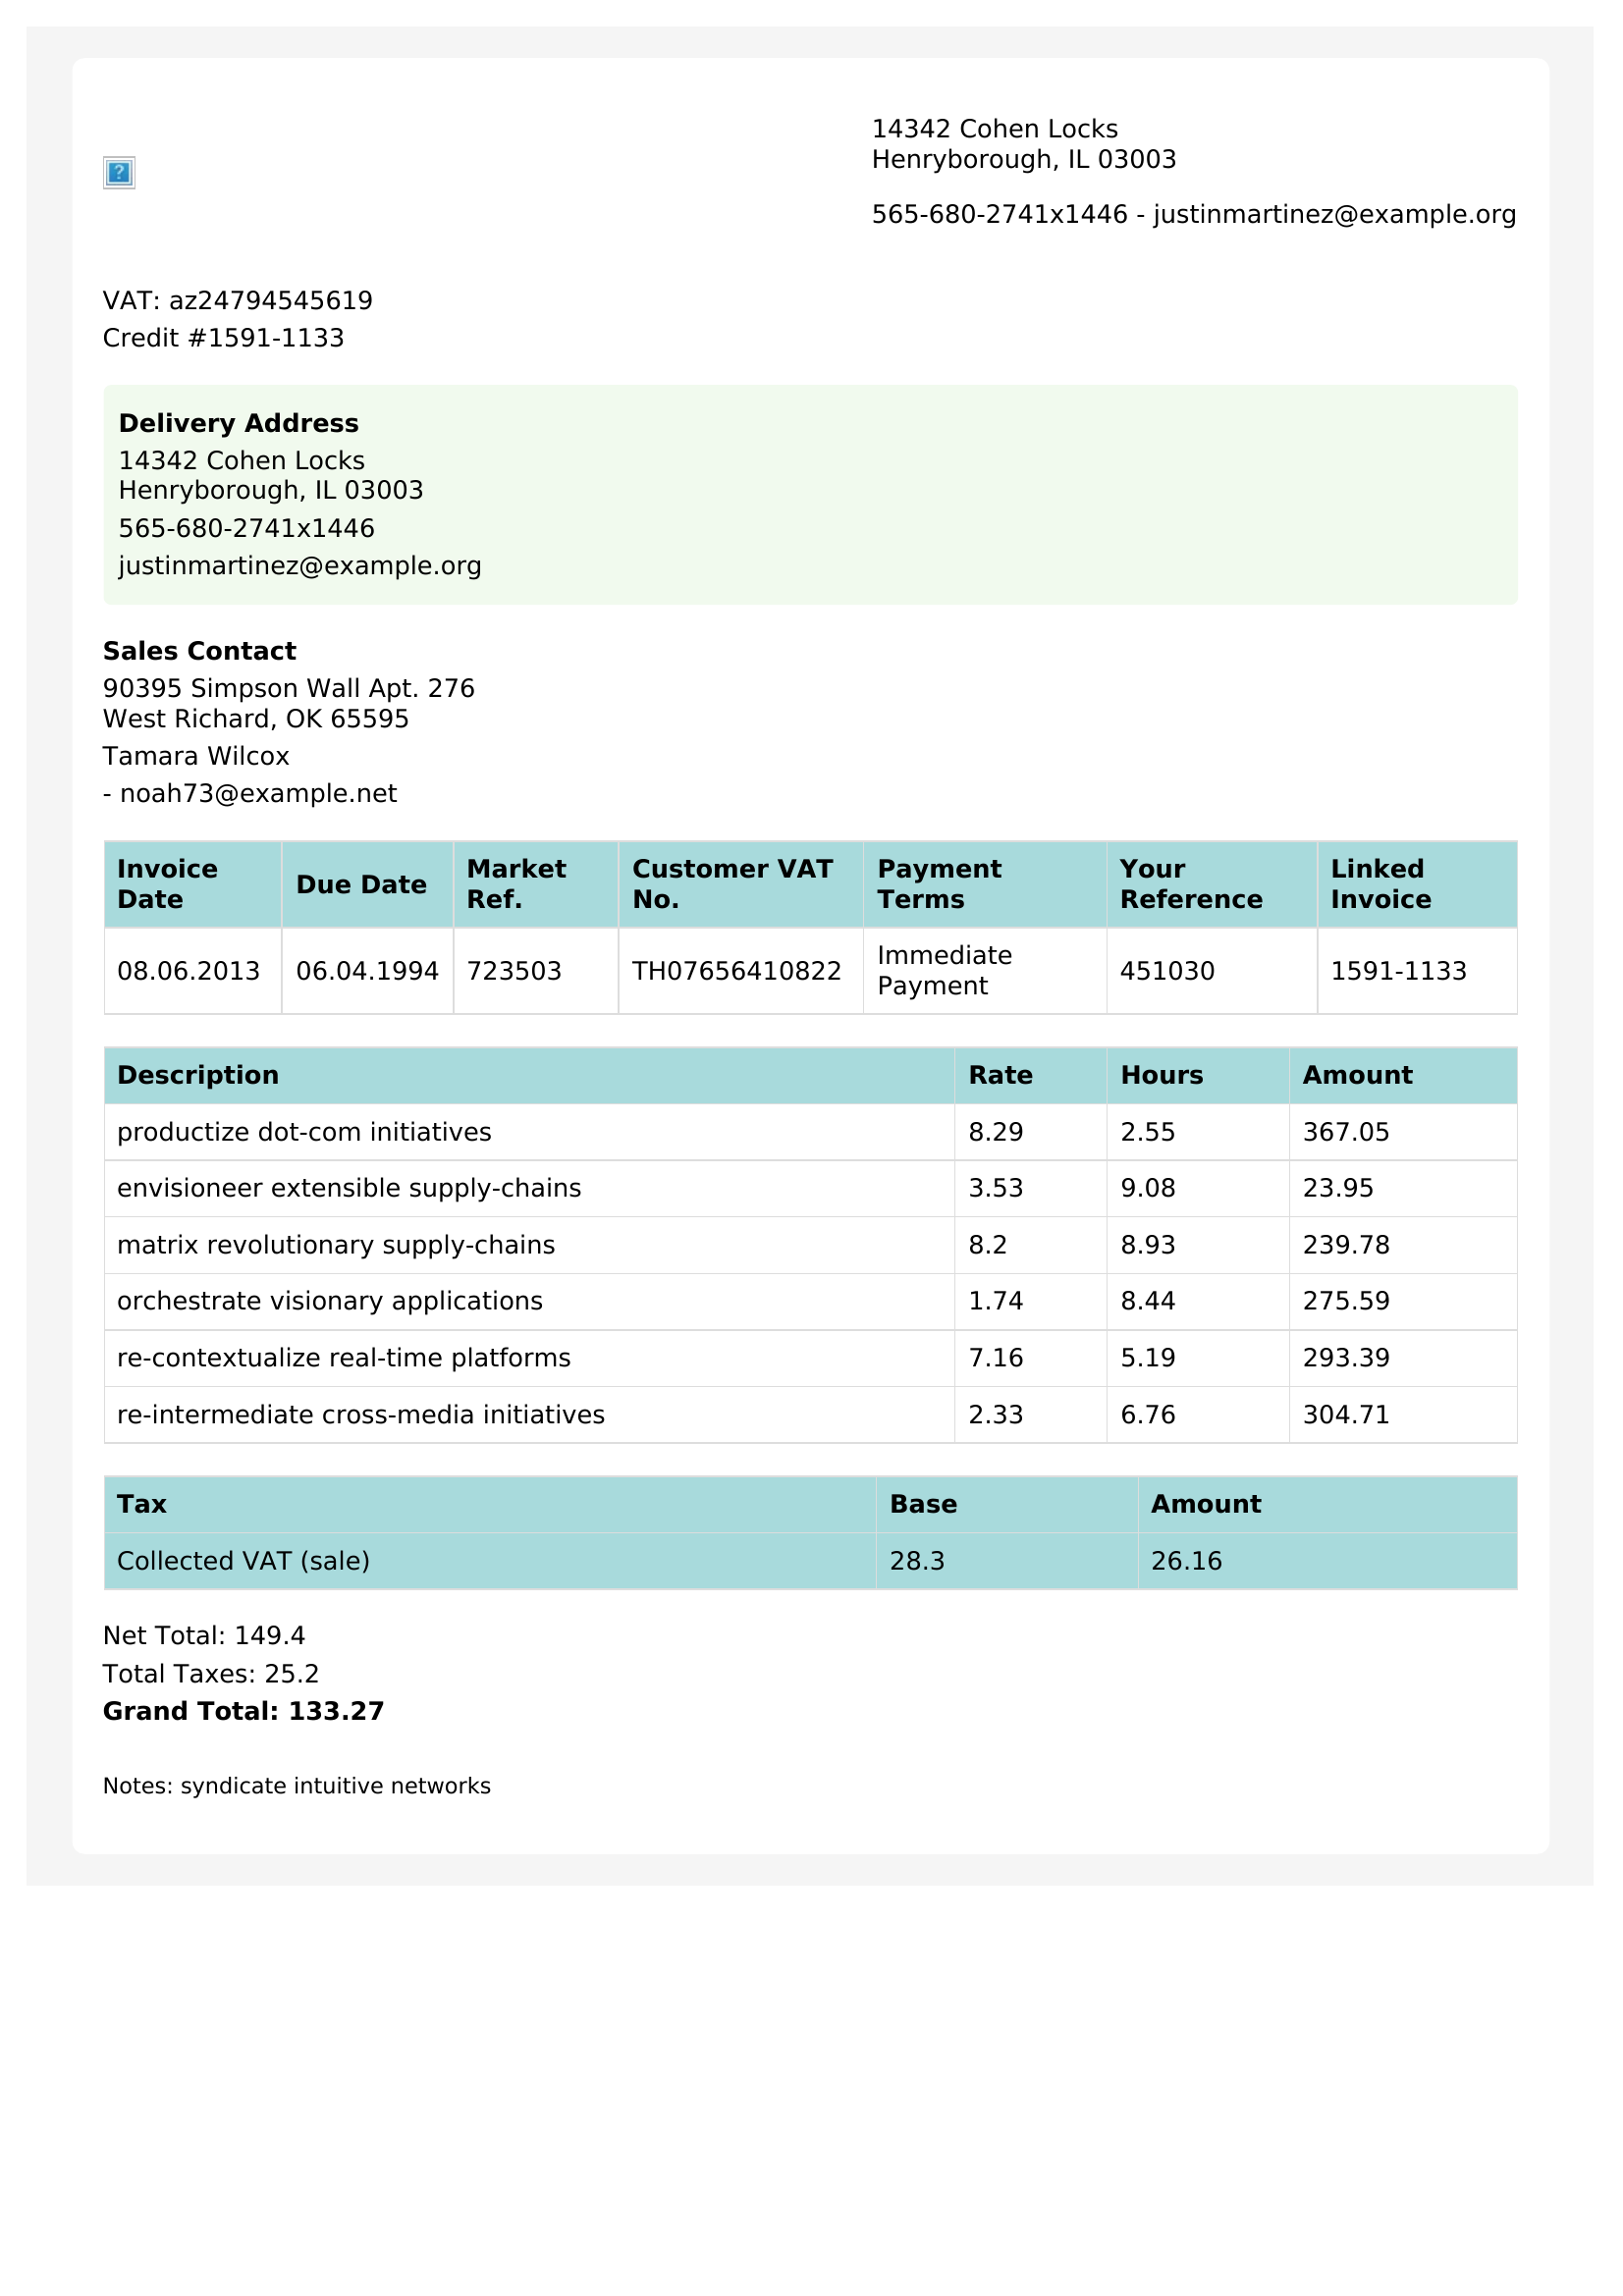 14342 Cohen Locks
Henryborough, IL 03003
565-680-2741x1446 - justinmartinez@example.org
VAT: az24794545619
Credit #1591-1133
Delivery Address
14342 Cohen Locks
Henryborough, IL 03003
565-680-2741x1446
justinmartinez@example.org
Sales Contact
90395 Simpson Wall Apt. 276
West Richard, OK 65595
Tamara Wilcox
- noah73@example.net
Invoice Date Due Date Market Ref. Customer VAT No. Payment Terms Your Reference Linked Invoice
08.06.2013 06.04.1994 723503 TH07656410822 Immediate Payment 451030 1591-1133
Description Rate Hours Amount
productize dot-com initiatives 8.29 2.55 367.05
envisioneer extensible supply-chains 3.53 9.08 23.95
matrix revolutionary supply-chains 8.2 8.93 239.78
orchestrate visionary applications 1.74 8.44 275.59
re-contextualize real-time platforms 7.16 5.19 293.39
re-intermediate cross-media initiatives 2.33 6.76 304.71
Tax Base Amount
Collected VAT (sale) 28.3 26.16
Net Total: 149.4
Total Taxes: 25.2
Grand Total: 133.27
Notes: syndicate intuitive networks